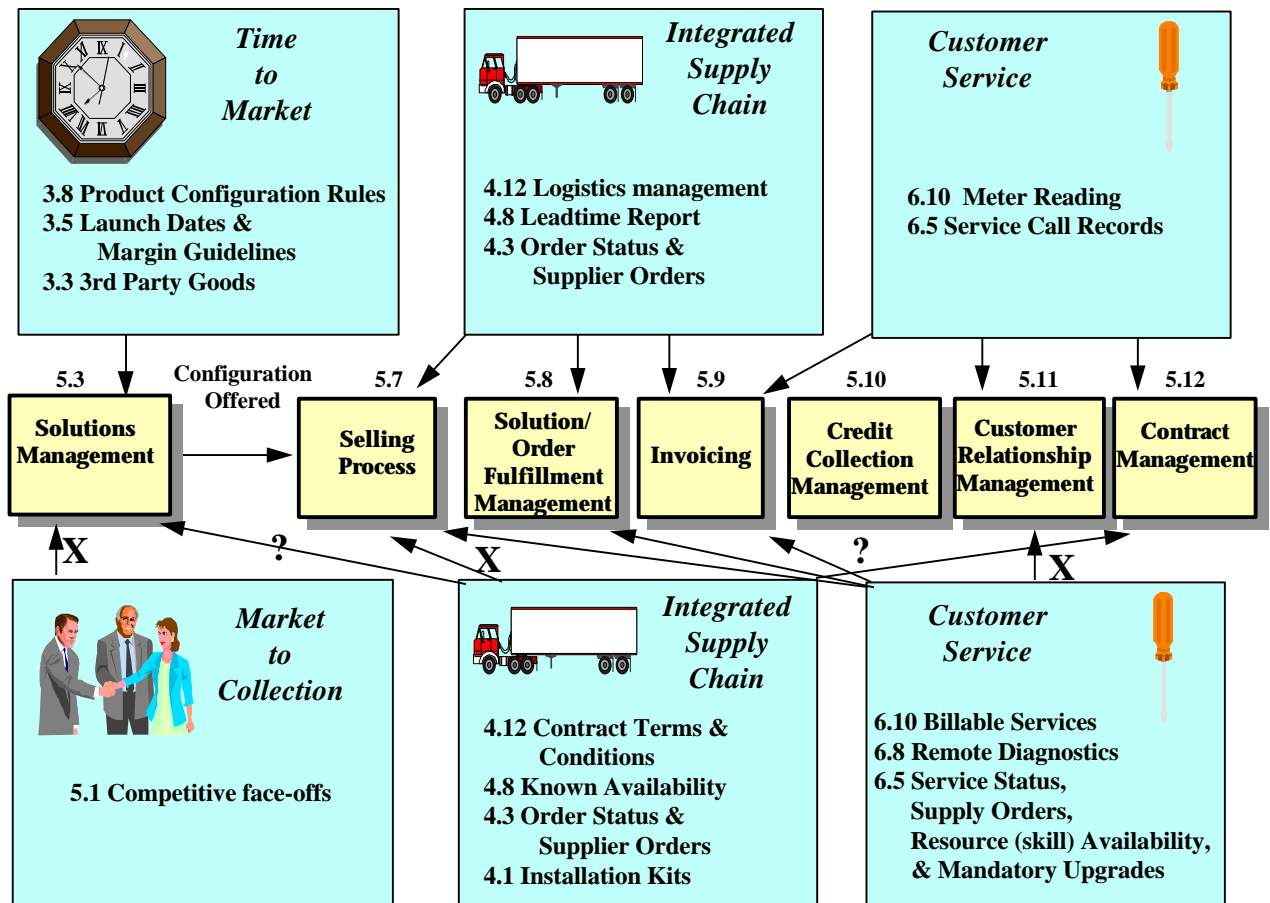 Time
to
Market
3.8 Product Configuration Rules
3.5 Launch Dates &
Margin Guidelines
3.3 3rd Party Goods
Integrated
Supply
Chain
4.12 Logistics management
4.8 Leadtime Report
4.3 Order Status &
Supplier Orders
Customer
Service
6.10 Meter Reading
6.5 Service Call Records
5.3
Solutions
Management
Configuration
Offered
5.7
Selling
Process
5.8
Solution/
Order
Fulfillment
Management
5.9
Invoicing
5.10
Credit
Collection
Management
5.11
Customer
Relationship
Management
5.12
Contract
Management
X
?
X
?
X
Market
to
Collection
5.1 Competitive face-offs
Integrated
Supply
Chain
4.12 Contract Terms &
Conditions
4.8 Known Availability
4.3 Order Status &
Supplier Orders
4.1 Installation Kits
Customer
Service
6.10 Billable Services
6.8 Remote Diagnostics
6.5 Service Status,
Supply Orders,
Resource (skill) Availability,
& Mandatory Upgrades